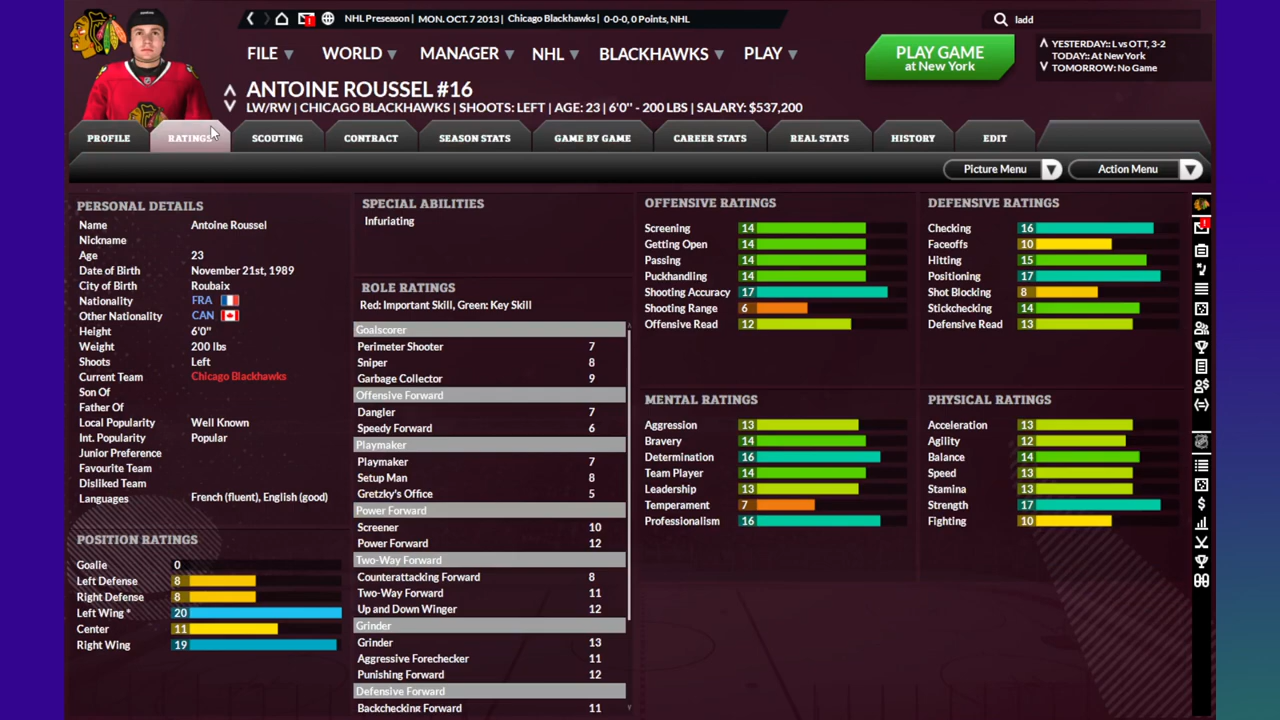 NHL Preseason | MON. OCT. 7 2013 | Chicago Blackhawks | 0-0-0, 0 Points, NHL
ladd
FILE
WORLD
MANAGER
NHL
BLACKHAWKS
PLAY
PLAY GAME
at New York
YESTERDAY:: L vs OTT, 3-2
TODAY:: At New York
TOMORROW: No Game
ANTOINE ROUSSEL #16
LW/RW | CHICAGO BLACKHAWKS | SHOOTS: LEFT | AGE: 23 | 6'0" - 200 LBS | SALARY: $537,200
PROFILE
RATINGS
SCOUTING
CONTRACT
SEASON STATS
GAME BY GAME
CAREER STATS
REAL STATS
HISTORY
EDIT
Picture Menu
Action Menu
PERSONAL DETAILS
Name Antoine Roussel
Nickname
Age 23
Date of Birth November 21st, 1989
City of Birth Roubaix
Nationality FRA
Other Nationality CAN
Height 6'0"
Weight 200 lbs
Shoots Left
Current Team Chicago Blackhawks
Son Of
Father Of
Local Popularity Well Known
Int. Popularity Popular
Junior Preference
Favourite Team
Disliked Team
Languages French (fluent), English (good)
POSITION RATINGS
Goalie 0
Left Defense 8
Right Defense 8
Left Wing * 20
Center 11
Right Wing 19
SPECIAL ABILITIES
Infuriating
ROLE RATINGS
Red: Important Skill, Green: Key Skill
Goalscorer
Perimeter Shooter 7
Sniper 8
Garbage Collector 9
Offensive Forward
Dangler 7
Speedy Forward 6
Playmaker
Playmaker 7
Setup Man 8
Gretzky's Office 5
Power Forward
Screener 10
Power Forward 12
Two-Way Forward
Counterattacking Forward 8
Two-Way Forward 11
Up and Down Winger 12
Grinder
Grinder 13
Aggressive Forechecker 11
Punishing Forward 12
Defensive Forward
Backchecking Forward 11
OFFENSIVE RATINGS
Screening 14
Getting Open 14
Passing 14
Puckhandling 14
Shooting Accuracy 17
Shooting Range 6
Offensive Read 12
DEFENSIVE RATINGS
Checking 16
Faceoffs 10
Hitting 15
Positioning 17
Shot Blocking 8
Stickchecking 14
Defensive Read 13
MENTAL RATINGS
Aggression 13
Bravery 14
Determination 16
Team Player 14
Leadership 13
Temperament 7
Professionalism 16
PHYSICAL RATINGS
Acceleration 13
Agility 12
Balance 14
Speed 13
Stamina 13
Strength 17
Fighting 10